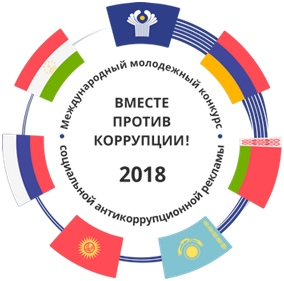 Международный молодежный конкурс
ВМЕСТЕ
ПРОТИВ
КОРРУПЦИИ!
2018
социальной антикоррупционной рекламы